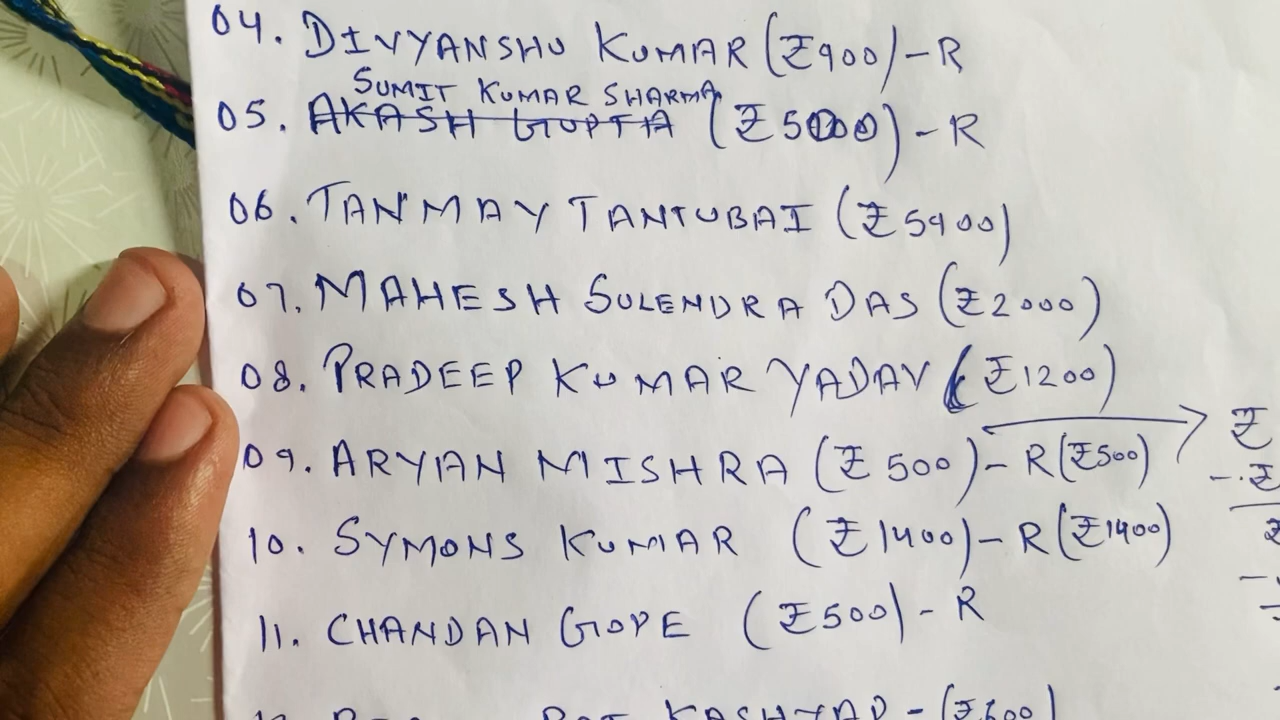 04. DIVYANSHU KUMAR (₹900) - R
SUMIT KUMAR SHARMA
05. AKASH GUPTA (₹5000) - R
06. TANMAY TANTUBAI (₹5900)
07. MAHESH SULENDRA DAS (₹2000)
08. PRADEEP KUMAR YADAV (₹1200)
09. ARYAN MISHRA (₹500) - R (₹500)
10. SYMONS KUMAR (₹1400) - R (₹1400)
11. CHANDAN GOPE (₹500) - R
KASHYAP - (₹600)